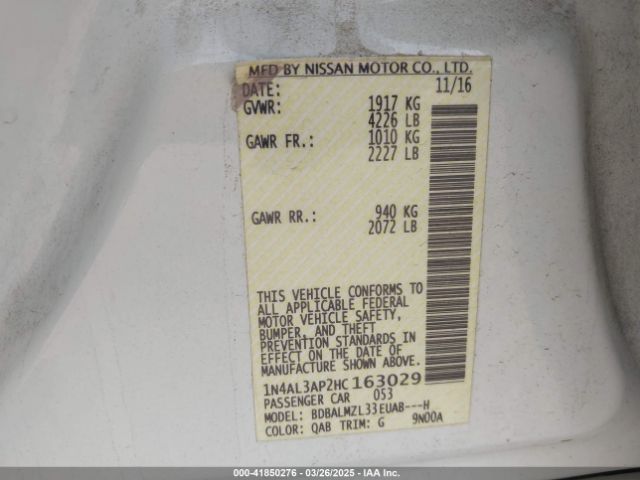 MFD BY NISSAN MOTOR CO., LTD.
DATE: 11/16
GVWR: 1917 KG
4226 LB
GAWR FR.: 1010 KG
2227 LB
GAWR RR.: 940 KG
2072 LB
THIS VEHICLE CONFORMS TO
ALL APPLICABLE FEDERAL
MOTOR VEHICLE SAFETY,
BUMPER, AND THEFT
PREVENTION STANDARDS IN
EFFECT ON THE DATE OF
MANUFACTURE SHOWN ABOVE.
1N4AL3AP2HC163029
PASSENGER CAR 053
MODEL: BDBALMZL33EUAB---H
COLOR: QAB TRIM: G 9N00A
000-41850276 - 03/26/2025 - IAA Inc.